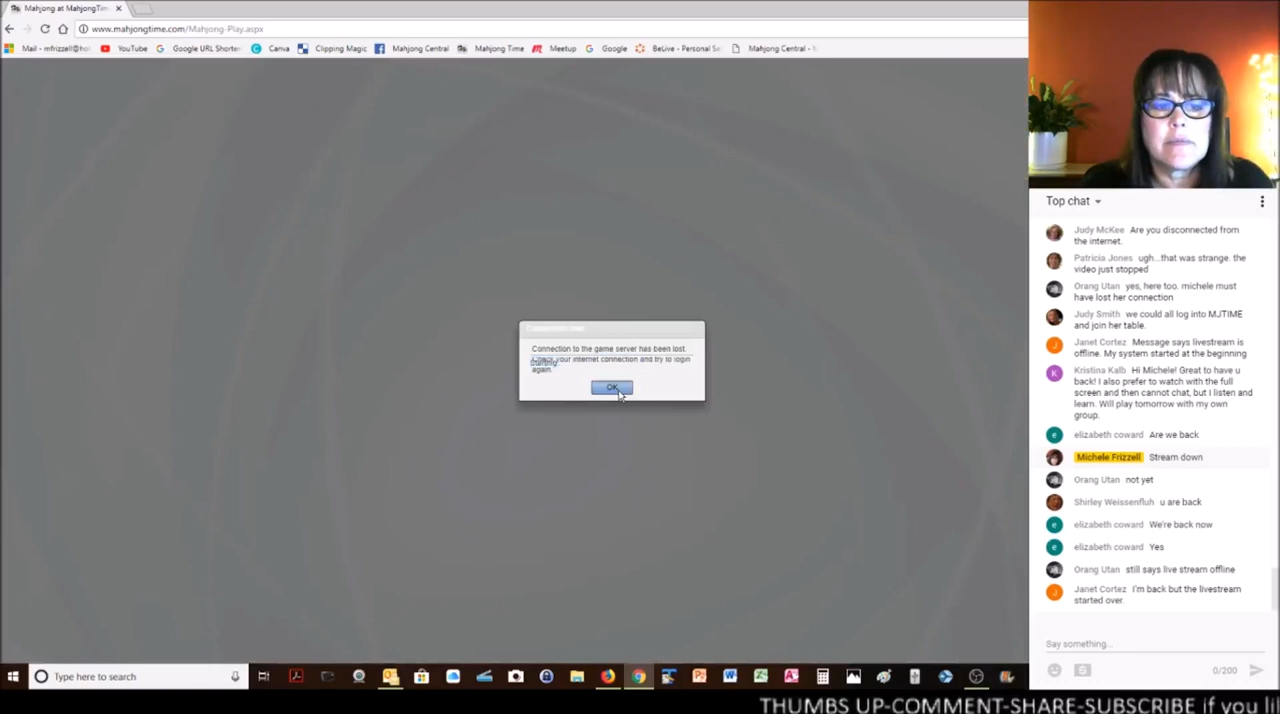 Mahjong at MahjongTime
www.mahjongtime.com/Mahjong-Play.aspx
Mail - mfrizzell@ho
YouTube
Google URL Shorten
Canva
Clipping Magic
Mahjong Central
Mahjong Time
Meetup
Google
BeLive - Personal Se
Mahjong Central - M
Connection to the game server has been lost.
Check your internet connection and try to login
Starting
again.
OK
Top chat
Judy McKee Are you disconnected from
the internet.
Patricia Jones ugh...that was strange. the
video just stopped
Orang Utan yes, here too. michele must
have lost her connection
Judy Smith we could all log into MJTIME
and join her table.
Janet Cortez Message says livestream is
offline. My system started at the beginning
Kristina Kalb Hi Michele! Great to have u
back! I also prefer to watch with the full
screen and then cannot chat, but I listen and
learn. Will play tomorrow with my own
group.
elizabeth coward Are we back
Michele Frizzell Stream down
Orang Utan not yet
Shirley Weissenfluh u are back
elizabeth coward We're back now
elizabeth coward Yes
Orang Utan still says live stream offline
Janet Cortez I'm back but the livestream
started over.
Say something...
0/200
Type here to search
THUMBS UP-COMMENT-SHARE-SUBSCRIBE if you li